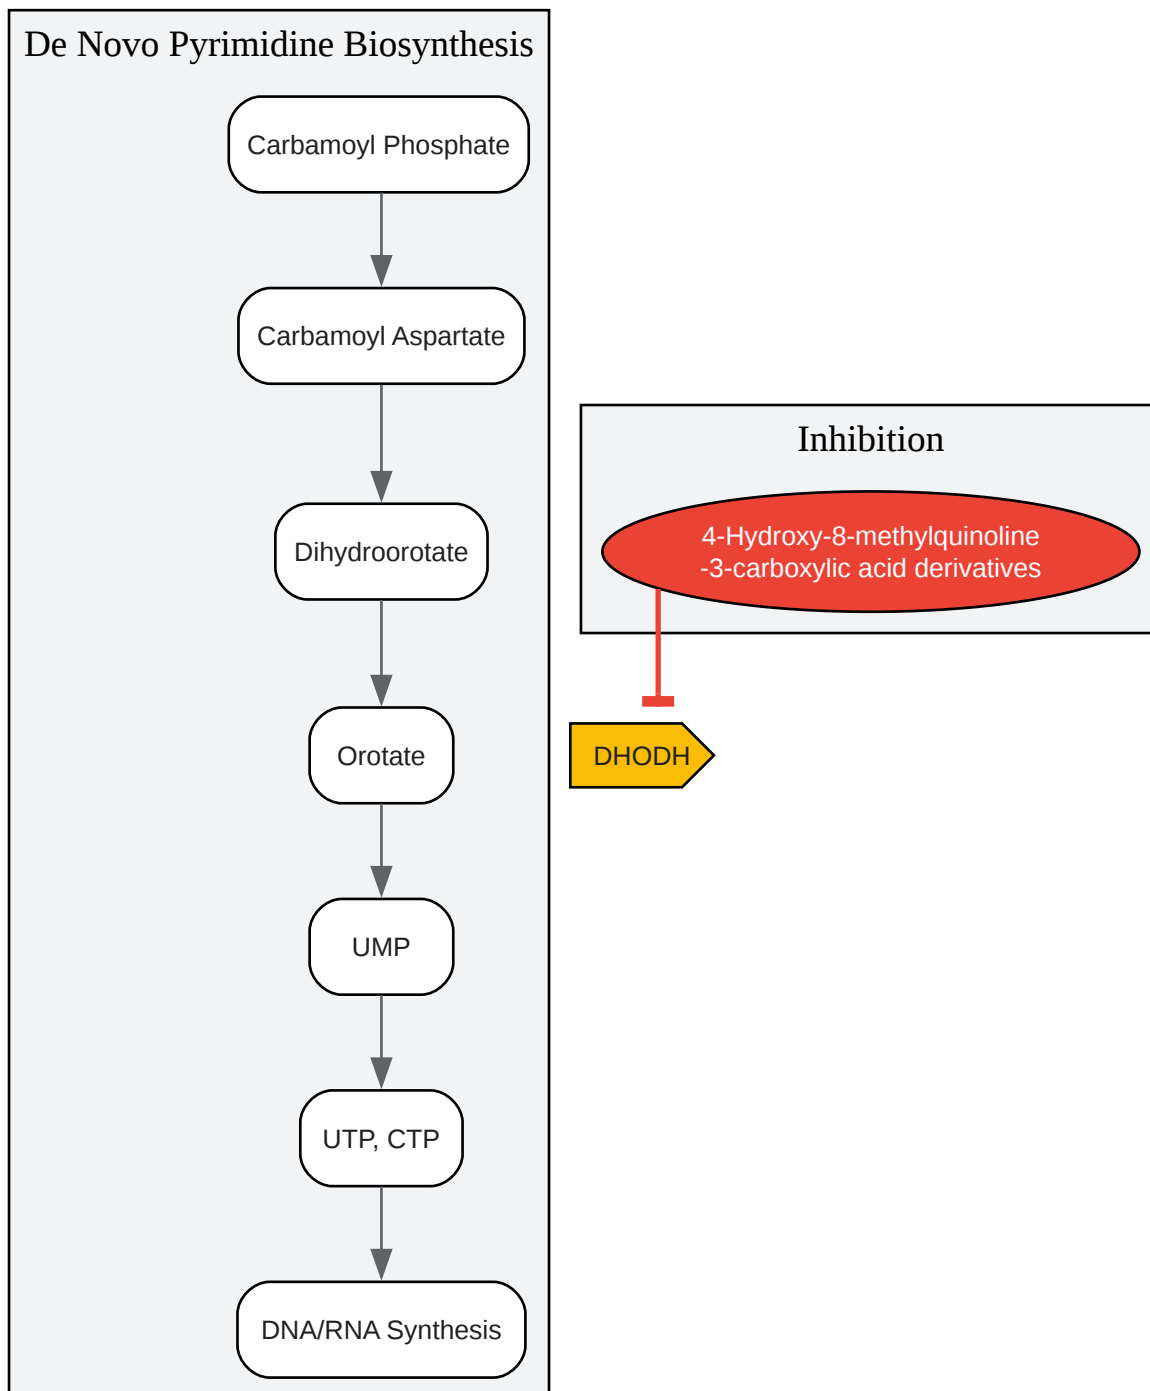 De Novo Pyrimidine Biosynthesis
Carbamoyl Phosphate
Carbamoyl Aspartate
Dihydroorotate
Orotate
UMP
UTP, CTP
DNA/RNA Synthesis
Inhibition
4-Hydroxy-8-methylquinoline
-3-carboxylic acid derivatives
DHODH